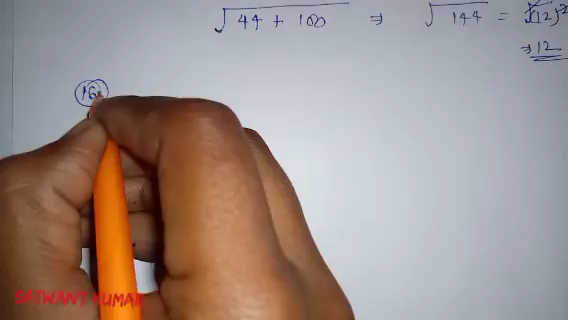 √44 + 100 ⇒ √144 = √(12)²
⇒ 12
16
SATWANT KUMAR